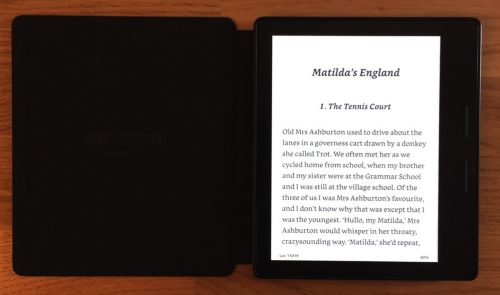 amazon
Matilda's England
1. The Tennis Court
Old Mrs Ashburton used to drive about the
lanes in a governess cart drawn by a donkey
she called Trot. We often met her as we
cycled home from school, when my brother
and my sister were at the Grammar School
and I was still at the village school. Of the
three of us I was Mrs Ashburton's favourite,
and I don't know why that was except that I
was the youngest. 'Hullo, my Matilda,' Mrs
Ashburton would whisper in her throaty,
crazysounding way. 'Matilda,' she'd repeat,
Loc 11019 45%